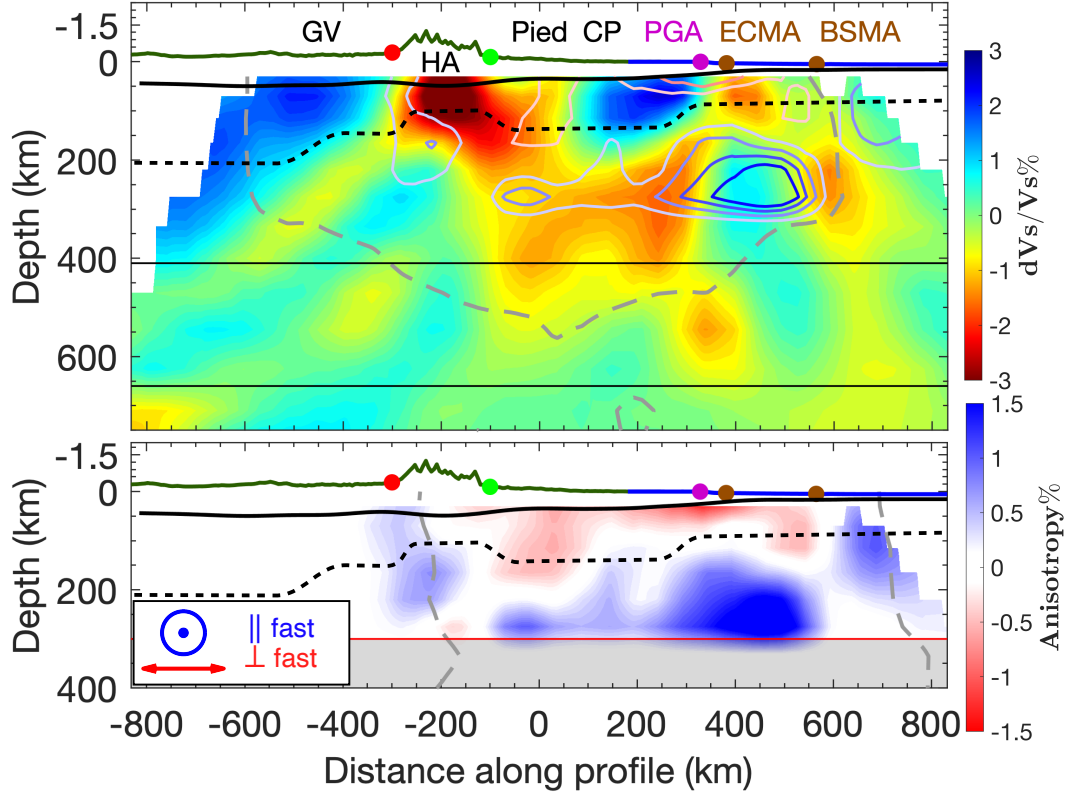 -1.5
GV
Pied CP PGA ECMA BSMA
0
HA
200
400
600
Depth (km)
3
2
1
0
-1
-2
-3
dVs/Vs%
-1.5
0
200
400
Depth (km)
|| fast
⊥ fast
1.5
1
0.5
0
-0.5
-1
-1.5
Anisotropy%
-800 -600 -400 -200 0 200 400 600 800
Distance along profile (km)